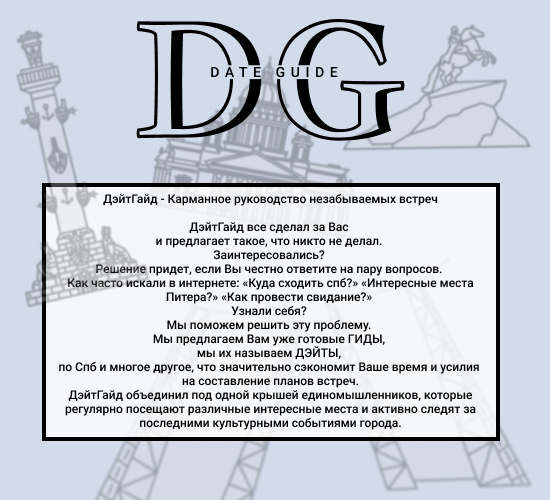 DG
DATE GUIDE
ДэйтГайд - Карманное руководство незабываемых встреч
ДэйтГайд все сделал за Вас
и предлагает такое, что никто не делал.
Заинтересовались?
Решение придет, если Вы честно ответите на пару вопросов.
Как часто искали в интернете: «Куда сходить спб?» «Интересные места
Питера?» «Как провести свидание?»
Узнали себя?
Мы поможем решить эту проблему.
Мы предлагаем Вам уже готовые ГИДЫ,
мы их называем ДЭЙТЫ,
по Спб и многое другое, что значительно сэкономит Ваше время и усилия
на составление планов встреч.
ДэйтГайд объединил под одной крышей единомышленников, которые
регулярно посещают различные интересные места и активно следят за
последними культурными событиями города.